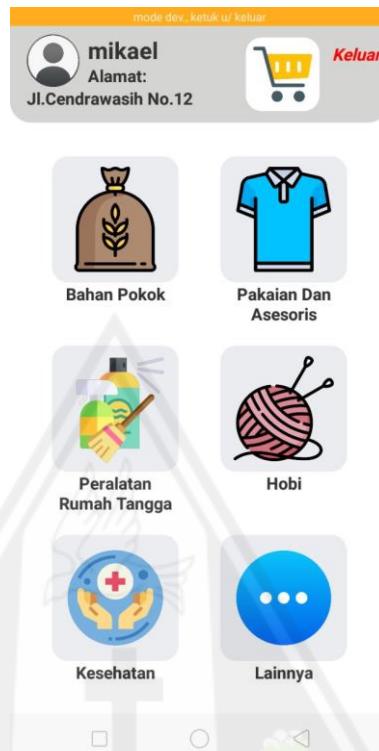 mode dev., ketuk u/ keluar
mikael
Keluar
Alamat:
Jl.Cendrawasih No.12
Bahan Pokok
Pakaian Dan
Asesoris
Peralatan
Rumah Tangga
Hobi
Kesehatan
Lainnya